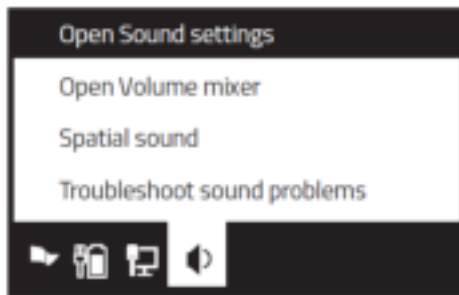 Open Sound settings
Open Volume mixer
Spatial sound
Troubleshoot sound problems